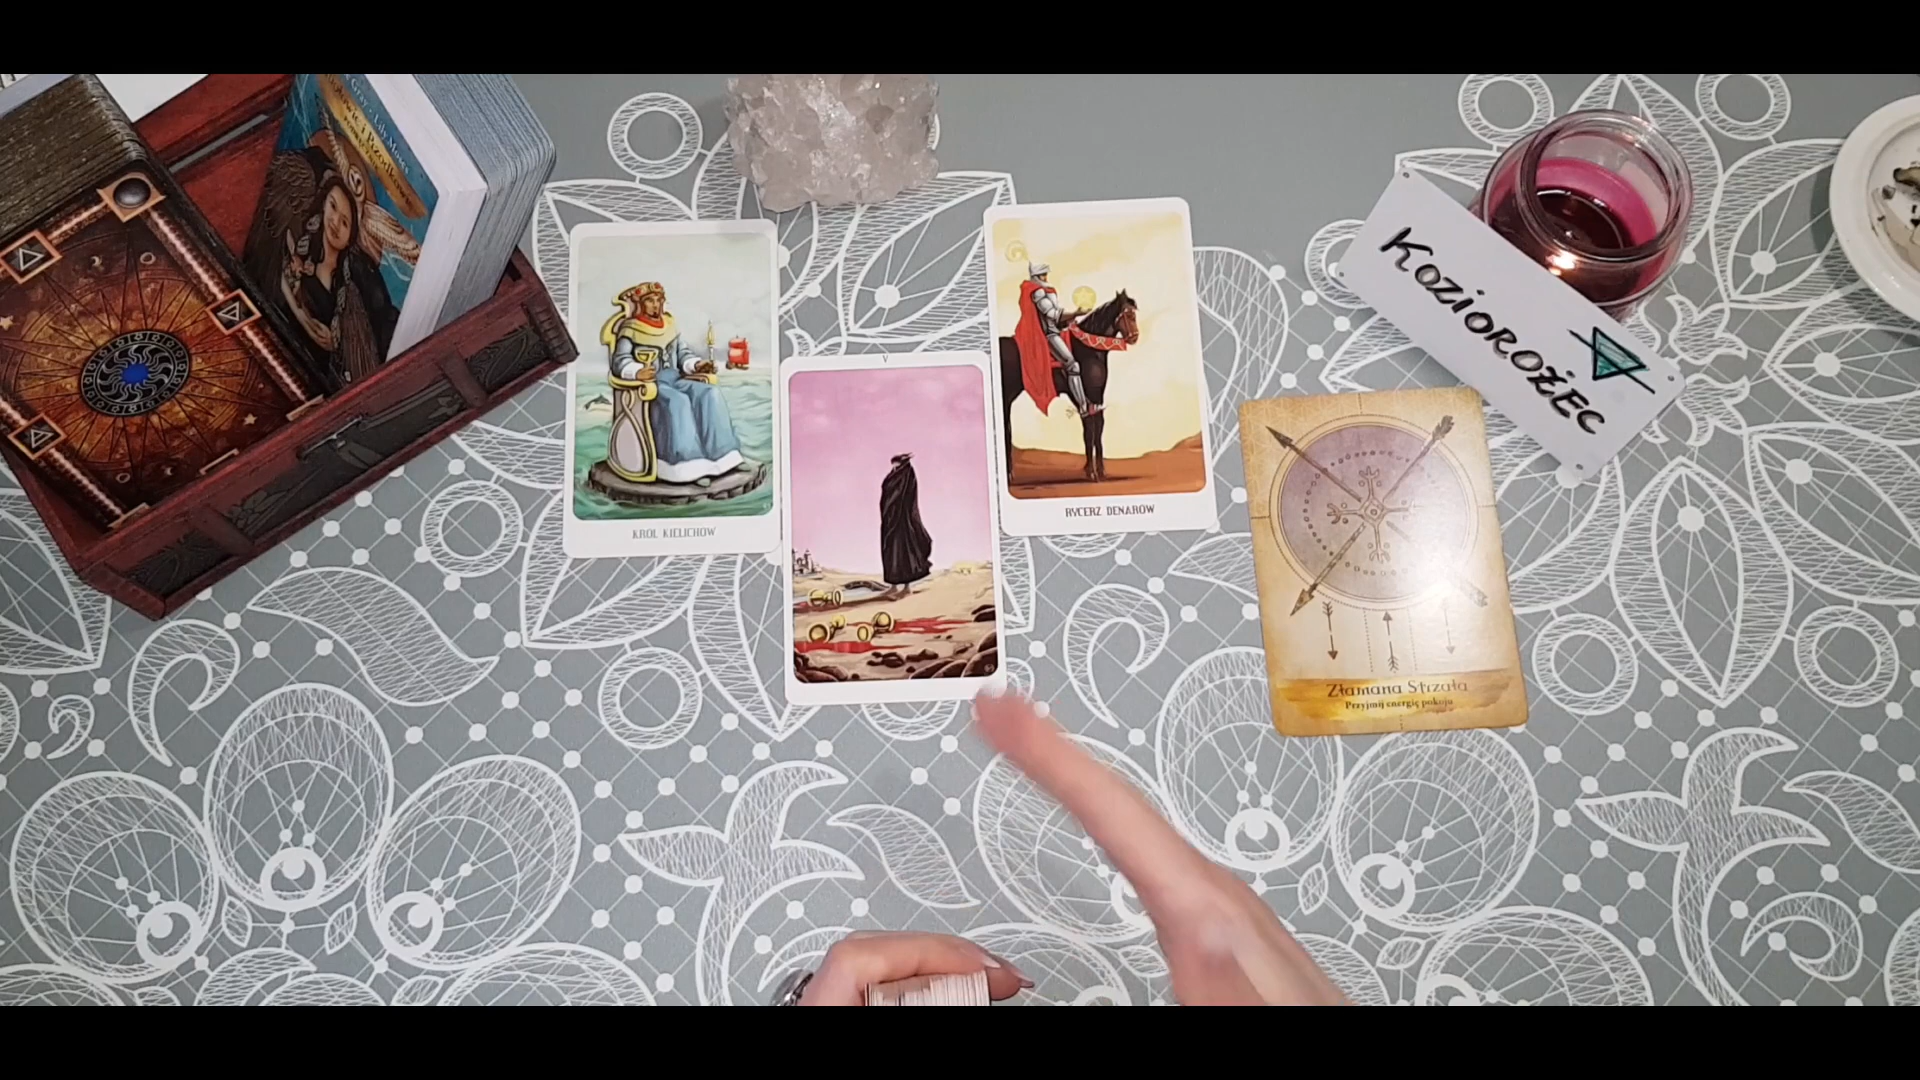 KRÓL KIELICHÓW
V
RYCERZ DENARÓW
KOZIOROŻEC
Złamana Strzała
Przyjmij energię pokoju